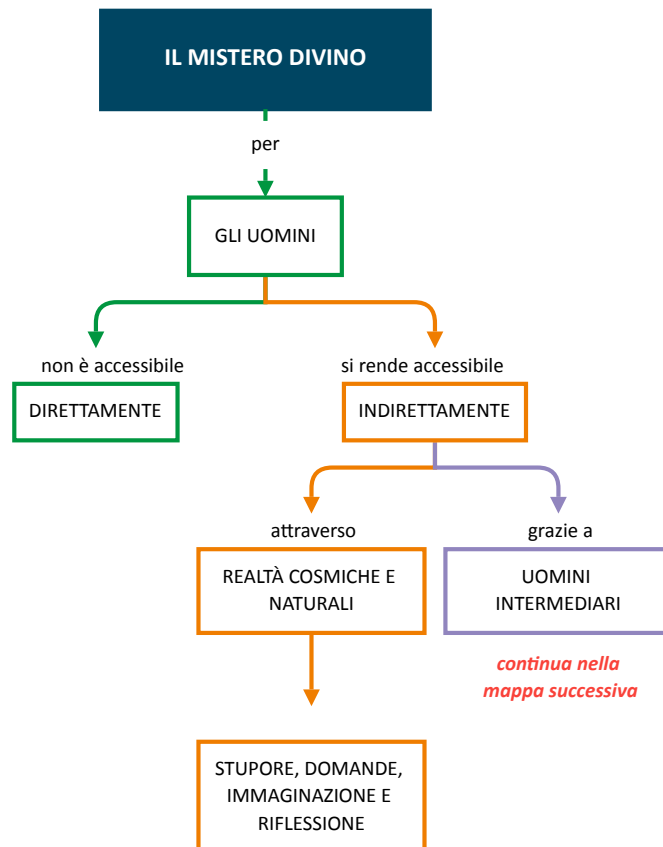 IL MISTERO DIVINO
per
GLI UOMINI
non è accessibile
DIRETTAMENTE
si rende accessibile
INDIRETTAMENTE
attraverso
REALTÀ COSMICHE E
NATURALI
grazie a
UOMINI
INTERMEDIARI
continua nella
mappa successiva
STUPORE, DOMANDE,
IMMAGINAZIONE E
RIFLESSIONE